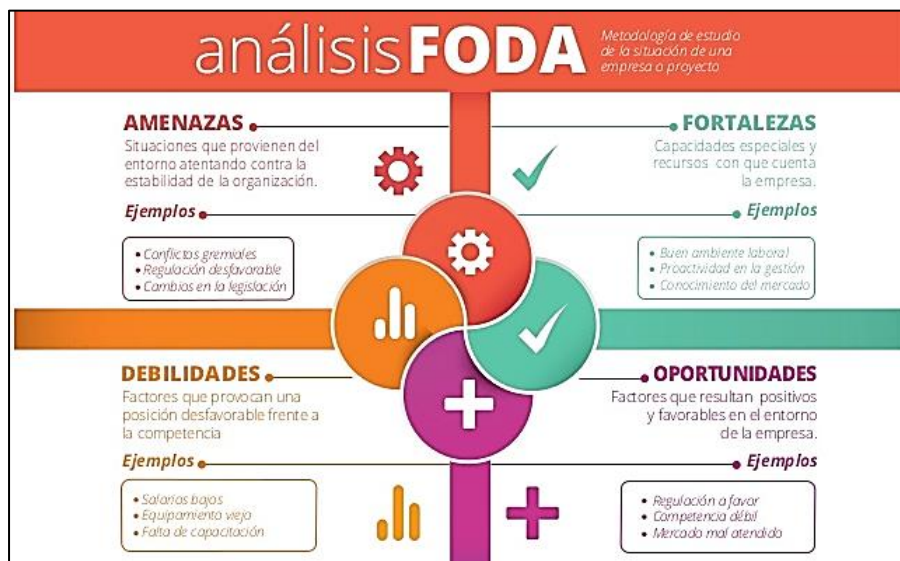 análisis FODA
Metodología de estudio
de la situación de una
empresa o proyecto
AMENAZAS
Situaciones que provienen del
entorno atentando contra la
estabilidad de la organización.
Ejemplos
• Conflictos gremiales
• Regulación desfavorable
• Cambios en la legislación
FORTALEZAS
Capacidades especiales y
recursos con que cuenta
la empresa.
Ejemplos
• Buen ambiente laboral
• Proactividad en la gestión
• Conocimiento del mercado
DEBILIDADES
Factores que provocan una
posición desfavorable frente a
la competencia
Ejemplos
• Salarios bajos
• Equipamiento viejo
• Falta de capacitación
OPORTUNIDADES
Factores que resultan positivos
y favorables en el entorno
de la empresa.
Ejemplos
• Regulación a favor
• Competencia débil
• Mercado mal atendido